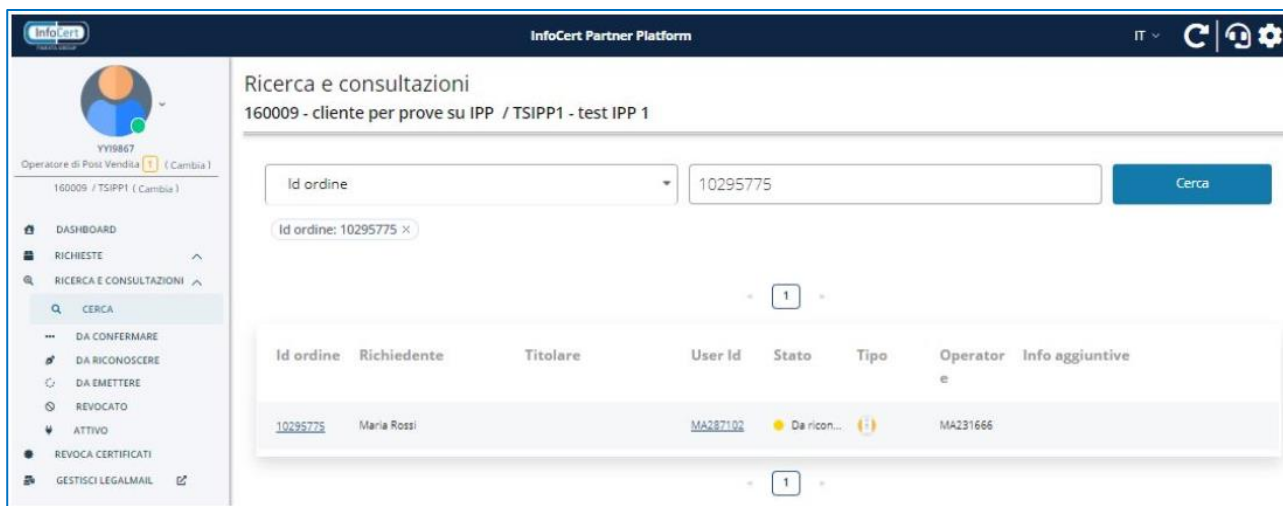 InfoCert
TINEXTA GROUP
InfoCert Partner Platform
IT
YYI9867
Operatore di Post Vendita 1 ( Cambia )
160009 / TSIPP1 ( Cambia )
DASHBOARD
RICHIESTE
RICERCA E CONSULTAZIONI
CERCA
DA CONFERMARE
DA RICONOSCERE
DA EMETTERE
REVOCATO
ATTIVO
REVOCA CERTIFICATI
GESTISCI LEGALMAIL
Ricerca e consultazioni
160009 - cliente per prove su IPP / TSIPP1 - test IPP 1
Id ordine 10295775 Cerca
Id ordine: 10295775 ×
« 1 »
Id ordine Richiedente Titolare User Id Stato Tipo Operator Info aggiuntive
e
10295775 Maria Rossi MA287102 Da ricon... MA231666
« 1 »